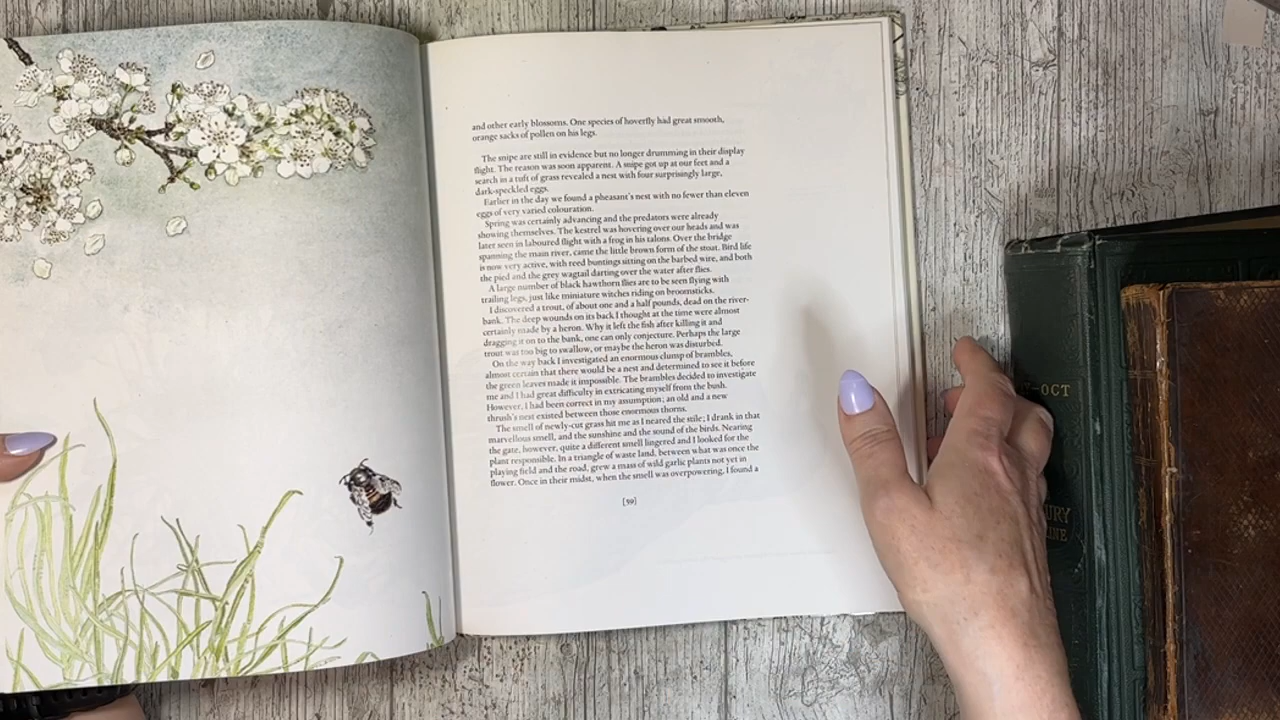 and other early blossoms. One species of hoverfly had great smooth,
orange sacks of pollen on his legs.
The snipe are still in evidence but no longer drumming in their display
flight. The reason was soon apparent. A snipe got up at our feet and a
search in a tuft of grass revealed a nest with four surprisingly large,
dark-speckled eggs.
Earlier in the day we found a pheasant's nest with no fewer than eleven
eggs of very varied colouration.
Spring was certainly advancing and the predators were already
showing themselves. The kestrel was hovering over our heads and was
later seen in laboured flight with a frog in his talons. Over the bridge
spanning the main river, came the little brown form of the stoat. Bird life
is now very active, with reed buntings sitting on the barbed wire, and both
the pied and the grey wagtail darting over the water after flies.
A large number of black hawthorn flies are to be seen flying with
trailing legs, just like miniature witches riding on broomsticks.
I discovered a trout, of about one and a half pounds, dead on the river-
bank. The deep wounds on its back I thought at the time were almost
certainly made by a heron. Why it left the fish after killing it and
dragging it on to the bank, one can only conjecture. Perhaps the large
trout was too big to swallow, or maybe the heron was disturbed.
On the way back I investigated an enormous clump of brambles,
almost certain that there would be a nest and determined to see it before
the green leaves made it impossible. The brambles decided to investigate
me and I had great difficulty in extricating myself from the bush.
However, I had been correct in my assumption; an old and a new
thrush's nest existed between those enormous thorns.
The smell of newly-cut grass hit me as I neared the stile; I drank in that
marvellous smell, and the sunshine and the sound of the birds. Nearing
the gate, however, quite a different smell lingered and I looked for the
plant responsible. In a triangle of waste land, between what was once the
playing field and the road, grew a mass of wild garlic plants not yet in
flower. Once in their midst, when the smell was overpowering, I found a
[59]
-OCT
URY
INE